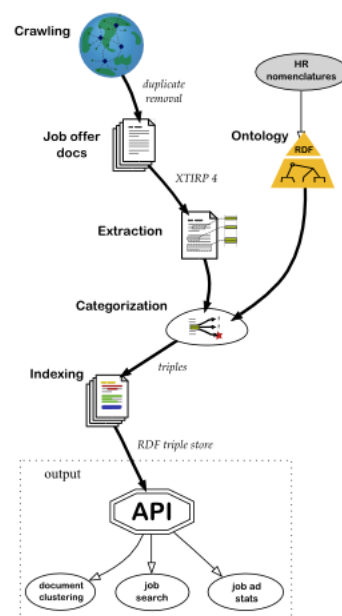 Crawling
duplicate
removal
HR
nomenclatures
Job offer
docs
Ontology
RDF
XTIRP 4
Extraction
Categorization
triples
Indexing
RDF triple store
output
API
document
clustering
job
search
job ad
stats